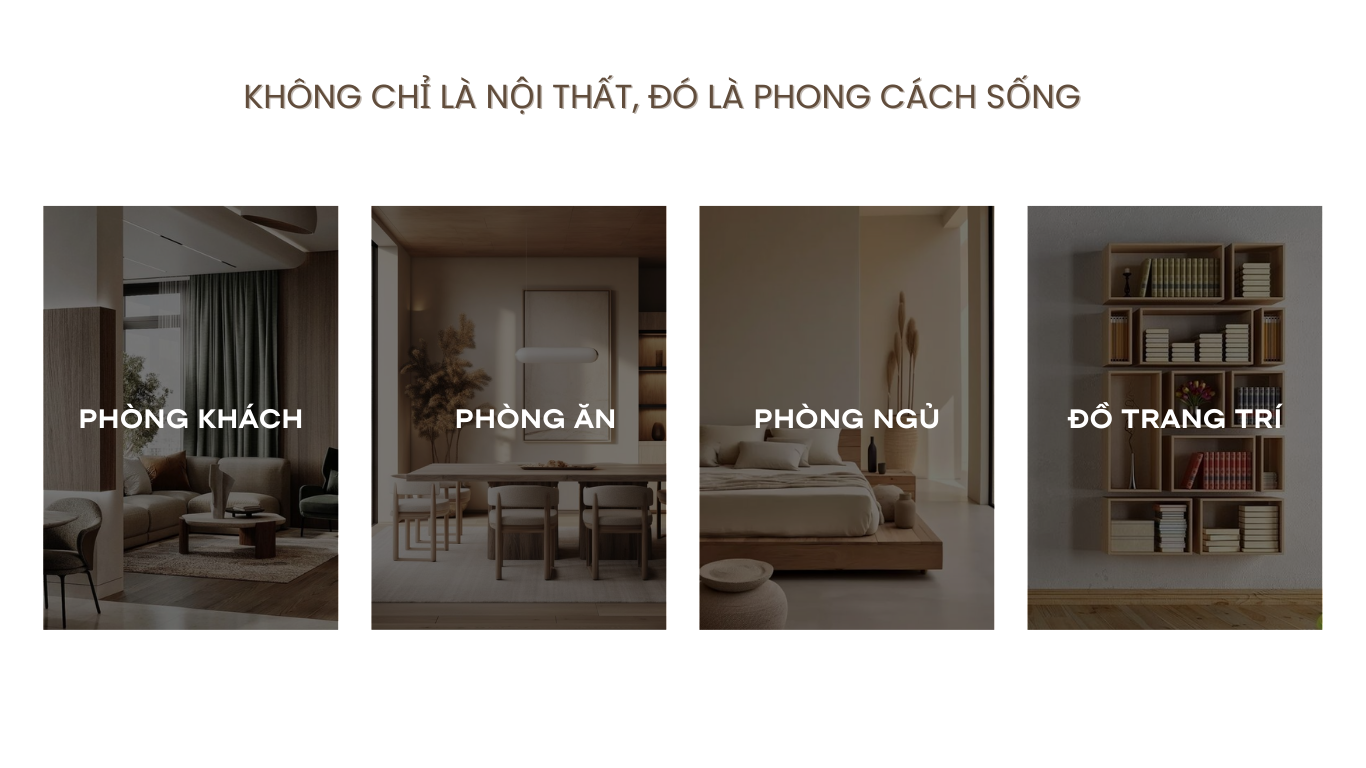 KHÔNG CHỈ LÀ NỘI THẤT, ĐÓ LÀ PHONG CÁCH SỐNG
PHÒNG KHÁCH
PHÒNG ĂN
PHÒNG NGỦ
ĐỒ TRANG TRÍ